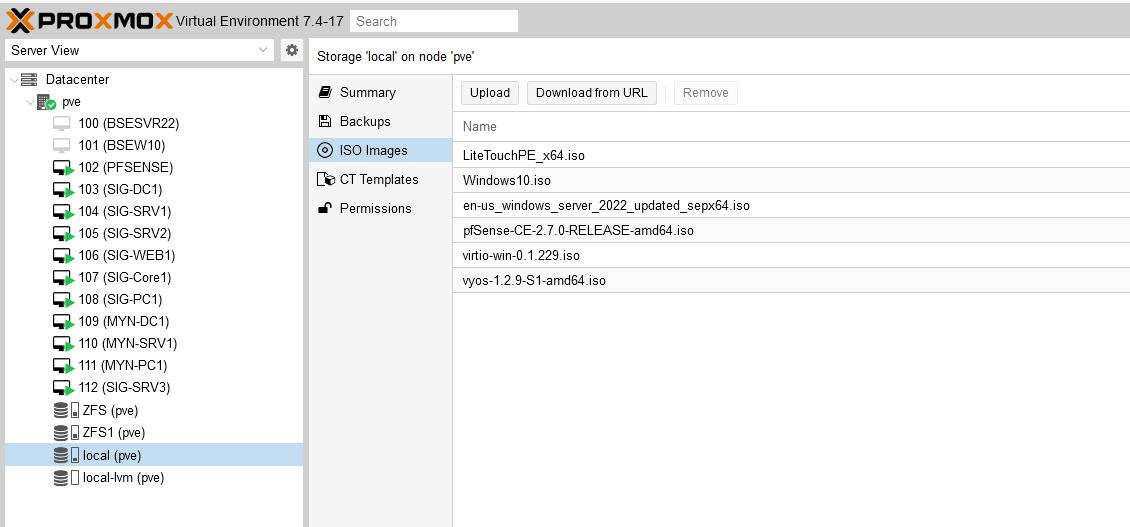 PROXMOX Virtual Environment 7.4-17 Search
Server View
Datacenter
pve
100 (BSESVR22)
101 (BSEW10)
102 (PFSENSE)
103 (SIG-DC1)
104 (SIG-SRV1)
105 (SIG-SRV2)
106 (SIG-WEB1)
107 (SIG-Core1)
108 (SIG-PC1)
109 (MYN-DC1)
110 (MYN-SRV1)
111 (MYN-PC1)
112 (SIG-SRV3)
ZFS (pve)
ZFS1 (pve)
local (pve)
local-lvm (pve)
Storage 'local' on node 'pve'
Summary
Backups
ISO Images
CT Templates
Permissions
Upload Download from URL Remove
Name
LiteTouchPE_x64.iso
Windows10.iso
en-us_windows_server_2022_updated_sepx64.iso
pfSense-CE-2.7.0-RELEASE-amd64.iso
virtio-win-0.1.229.iso
vyos-1.2.9-S1-amd64.iso